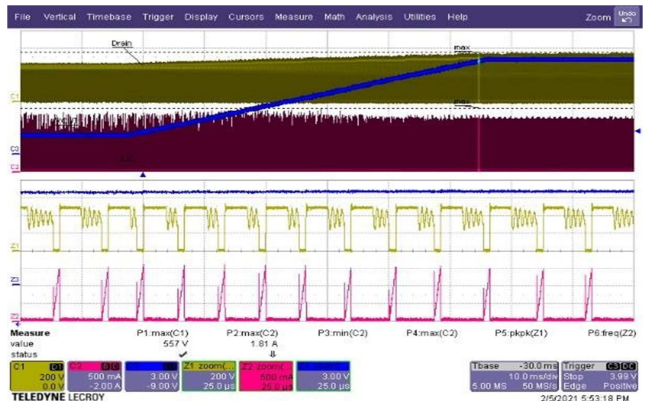 File Vertical Timebase Trigger Display Cursors Measure Math Analysis Utilities Help
Zoom Undo
Drain
max
max
Measure P1:max(C1) P2:max(C2) P3:min(C2) P4:max(C2) P5:pkpk(Z1) P6:freq(Z2)
value 557 V 1.81 A
status
C1 C2 Z1 zoom(... Z2 zoom(...
200 V 500 mA 3.00 V 200 V 500 mA 3.00 V
0.0 V -2.00 A -9.00 V 25.0 µs 25.0 µs 25.0 µs
Tbase -30.0 ms Trigger C3 DC
10.0 ms/div Stop 3.99 V
5.00 MS 50 MS/s Edge Positive
TELEDYNE LECROY
2/5/2021 5:53:18 PM